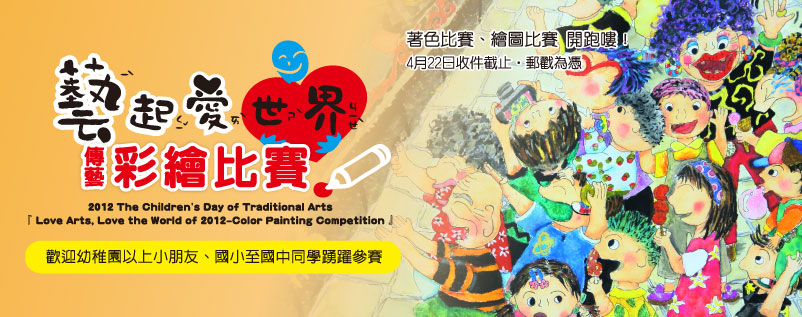 著色比賽、繪圖比賽 開跑嘍！
4月22日收件截止，郵戳為憑
藝起愛世界
傳藝 彩繪比賽
2012 The Children's Day of Traditional Arts
『 Love Arts, Love the World of 2012-Color Painting Competition 』
歡迎幼稚園以上小朋友、國小至國中同學踴躍參賽